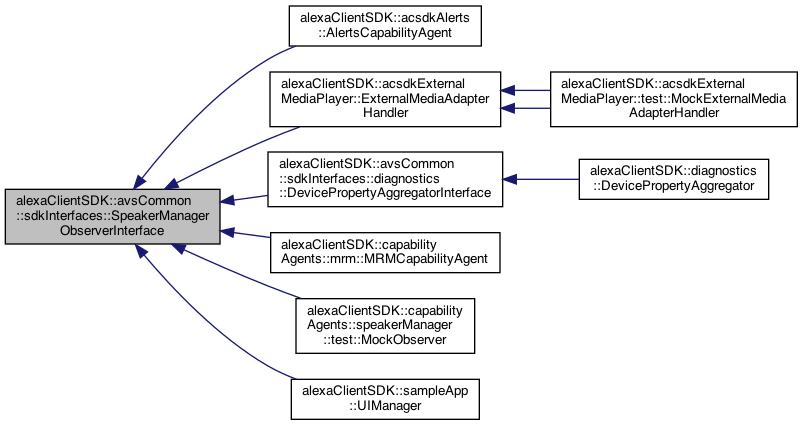 alexaClientSDK::acsdkAlerts
::AlertsCapabilityAgent
alexaClientSDK::acsdkExternal
MediaPlayer::ExternalMediaAdapter
Handler
alexaClientSDK::acsdkExternal
MediaPlayer::test::MockExternalMedia
AdapterHandler
alexaClientSDK::avsCommon
::sdkInterfaces::diagnostics
::DevicePropertyAggregatorInterface
alexaClientSDK::diagnostics
::DevicePropertyAggregator
alexaClientSDK::avsCommon
::sdkInterfaces::SpeakerManager
ObserverInterface
alexaClientSDK::capability
Agents::mrm::MRMCapabilityAgent
alexaClientSDK::capability
Agents::speakerManager
::test::MockObserver
alexaClientSDK::sampleApp
::UIManager